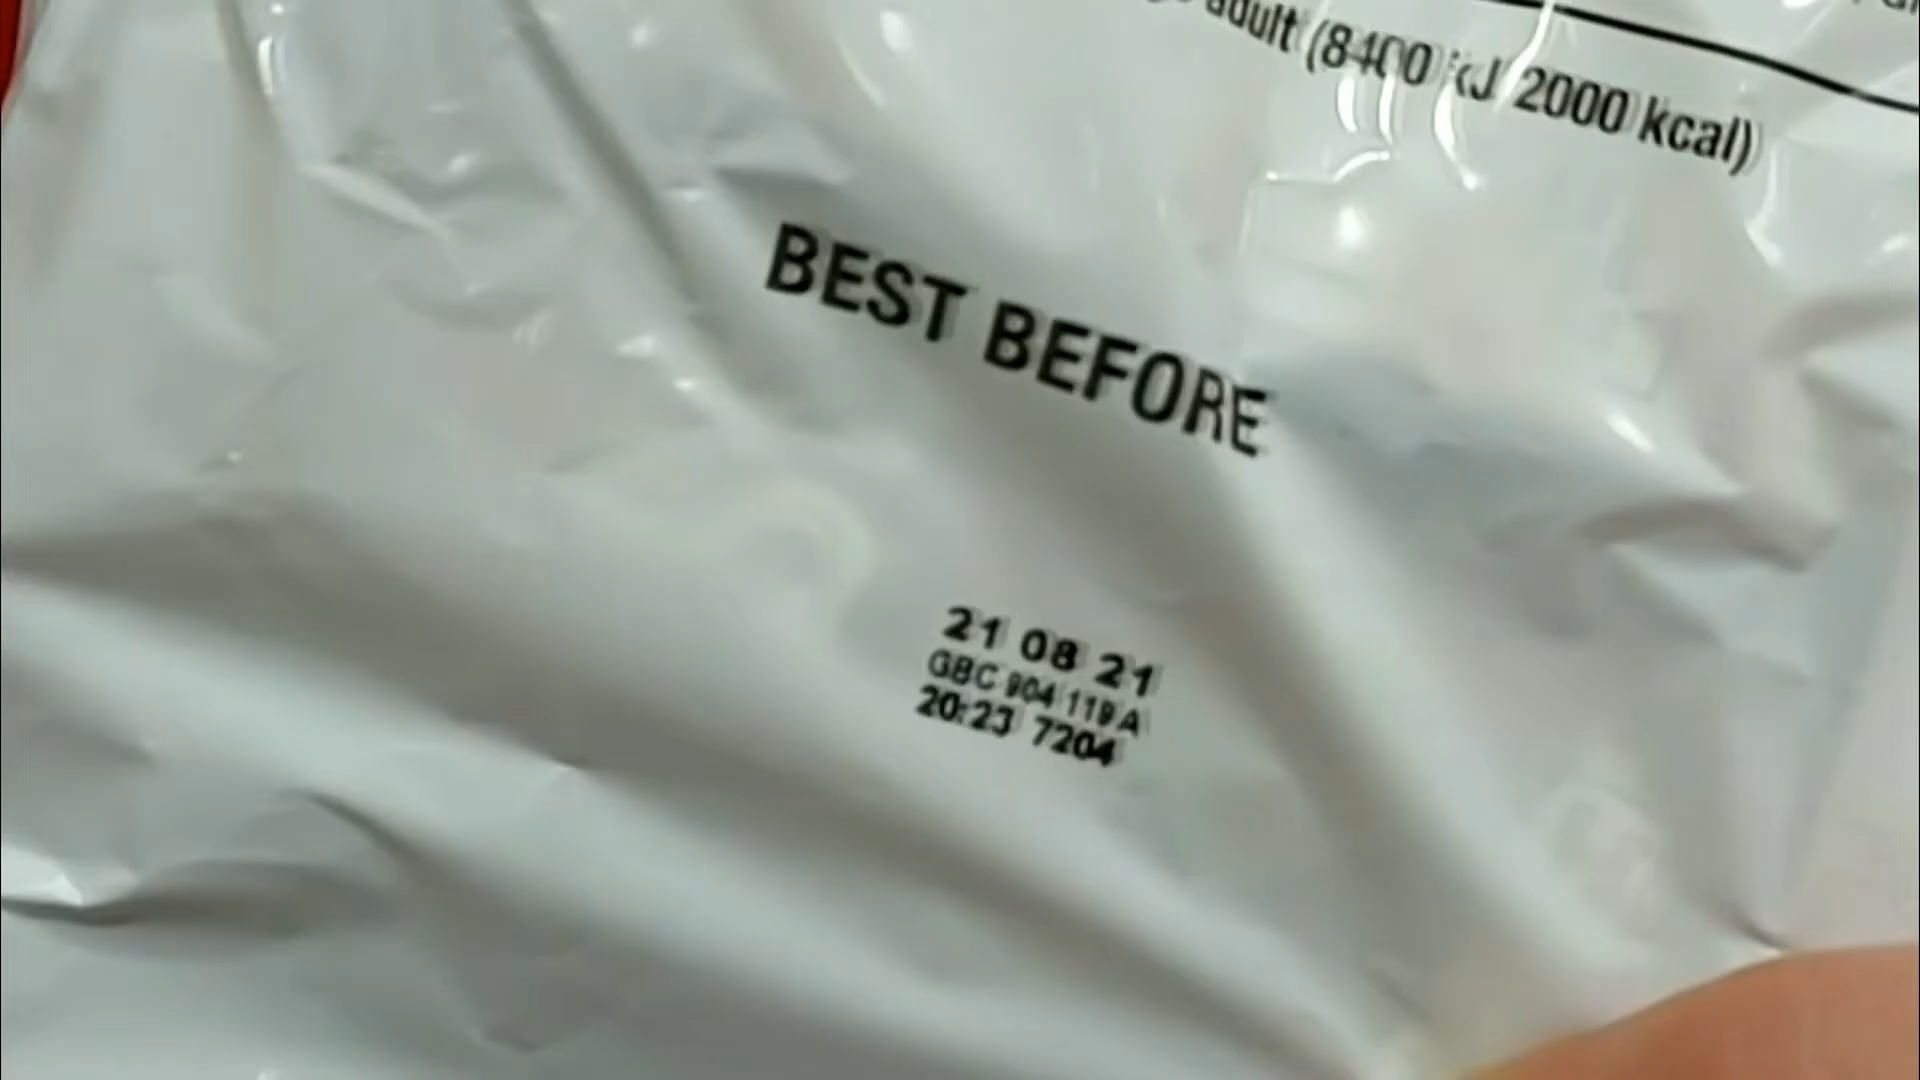 adult (8400 kJ 2000 kcal)
BEST BEFORE
21 08 21
GBC 904 119 A
20:23 7204